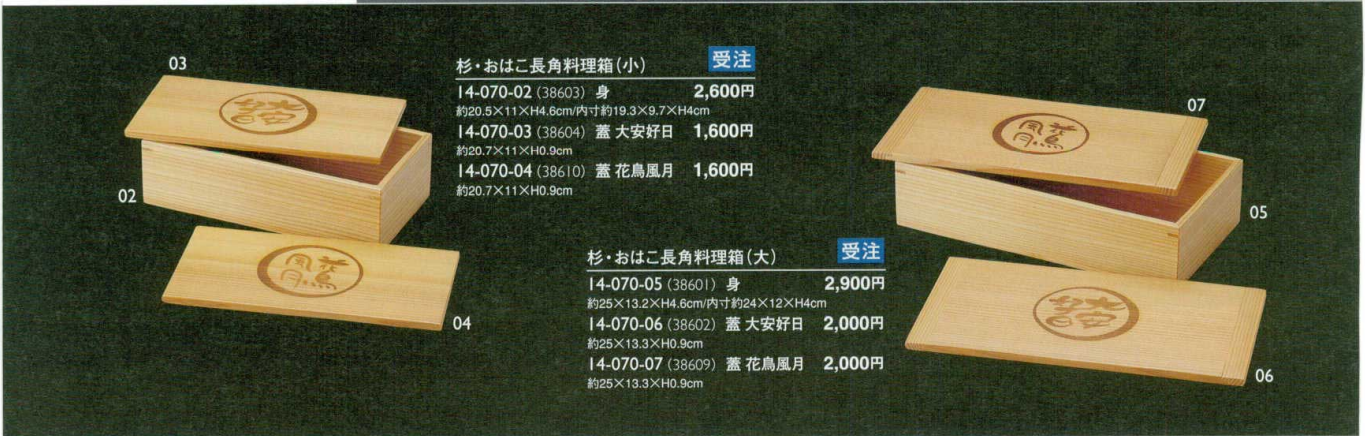 03
02
04
杉・おはこ長角料理箱(小) 受注
14-070-02 (38603) 身 2,600円
約20.5×11×H4.6cm/内寸約19.3×9.7×H4cm
14-070-03 (38604) 蓋 大安好日 1,600円
約20.7×11×H0.9cm
14-070-04 (38610) 蓋 花鳥風月 1,600円
約20.7×11×H0.9cm
杉・おはこ長角料理箱(大) 受注
14-070-05 (38601) 身 2,900円
約25×13.2×H4.6cm/内寸約24×12×H4cm
14-070-06 (38602) 蓋 大安好日 2,000円
約25×13.3×H0.9cm
14-070-07 (38609) 蓋 花鳥風月 2,000円
約25×13.3×H0.9cm
07
05
06
花鳥
風月
花鳥
風月